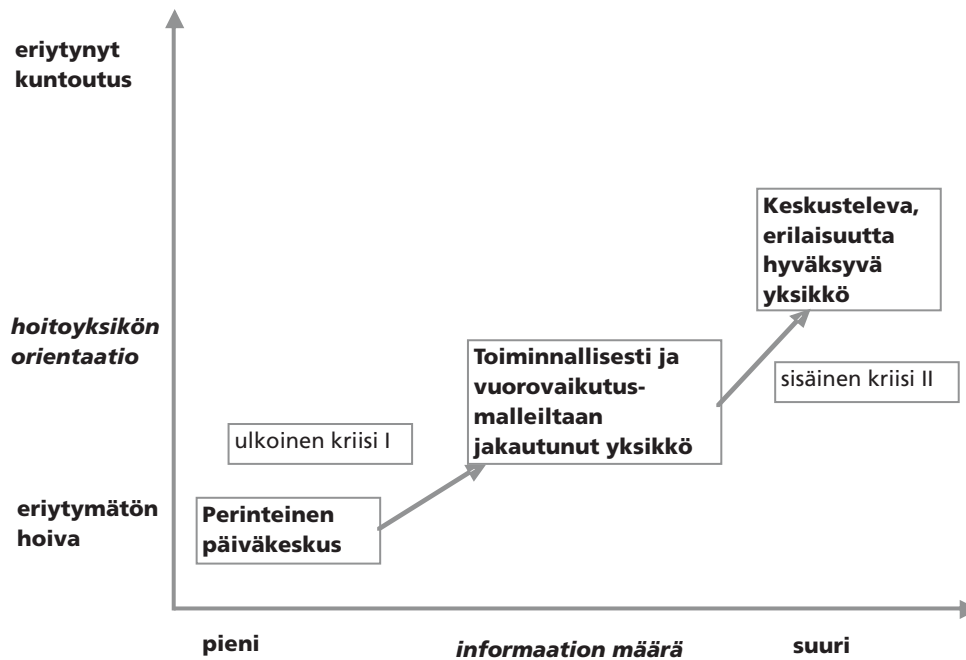 eriytynyt
kuntoutus
Keskusteleva,
erilaisuutta
hyväksyvä
yksikkö
hoitoyksikön
orientaatio
Toiminnallisesti ja
vuorovaikutus-
malleiltaan
jakautunut yksikkö
sisäinen kriisi II
ulkoinen kriisi I
eriytymätön
hoiva
Perinteinen
päiväkeskus
pieni
informaation määrä
suuri